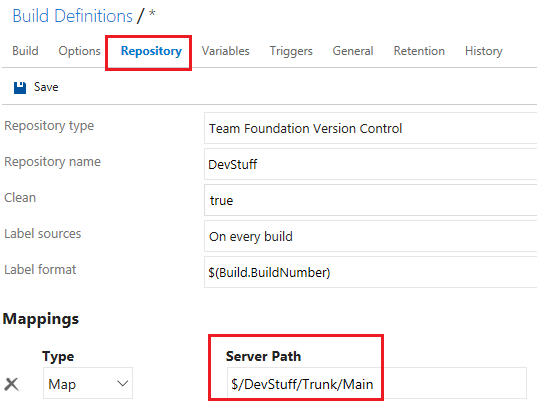 Build Definitions / *
Build Options Repository Variables Triggers General Retention History
Save
Repository type Team Foundation Version Control
Repository name DevStuff
Clean true
Label sources On every build
Label format $(Build.BuildNumber)
Mappings
Type Server Path
Map $/DevStuff/Trunk/Main